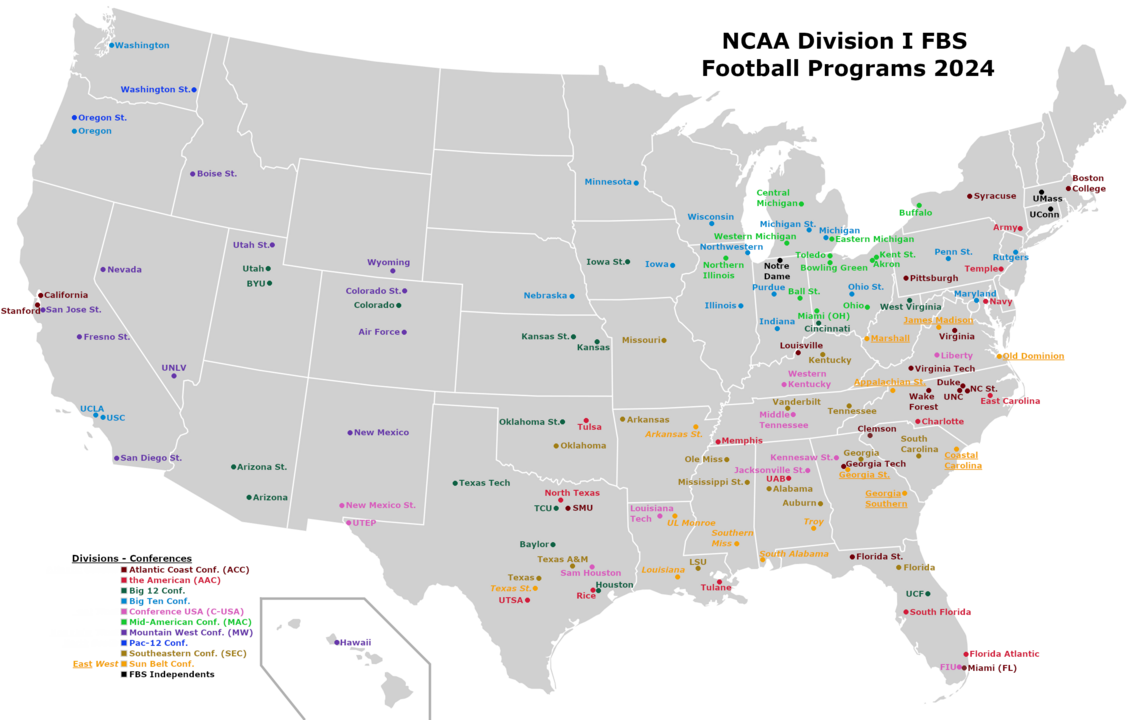 NCAA Division I FBS
Football Programs 2024
Washington
Washington St.
Oregon St.
Oregon
Boise St.
Utah St.
Utah
BYU
Nevada
California
Stanford
San Jose St.
Fresno St.
UNLV
UCLA
USC
San Diego St.
Arizona St.
Arizona
Wyoming
Colorado St.
Colorado
Air Force
New Mexico
New Mexico St.
UTEP
Minnesota
Iowa St.
Iowa
Nebraska
Kansas St.
Kansas
Missouri
Oklahoma St.
Tulsa
Oklahoma
Arkansas
Arkansas St.
Texas Tech
North Texas
TCU
SMU
Baylor
Texas A&M
Sam Houston
Texas
Texas St.
UTSA
Houston
Rice
Louisiana
Tech
UL Monroe
Louisiana
LSU
Tulane
Wisconsin
Northwestern
Northern
Illinois
Illinois
Central
Michigan
Michigan St.
Michigan
Western Michigan
Eastern Michigan
Notre
Dame
Purdue
Ball St.
Indiana
Toledo
Bowling Green
Kent St.
Akron
Ohio St.
Ohio
Miami (OH)
Cincinnati
Louisville
Kentucky
Western
Kentucky
Vanderbilt
Middle
Tennessee
Tennessee
Memphis
Ole Miss
Mississippi St.
Southern
Miss
Kennesaw St.
Jacksonville St.
UAB
Alabama
Auburn
Troy
South Alabama
Georgia
Georgia Tech
Georgia St.
Georgia
Southern
Clemson
South
Carolina
Coastal
Carolina
Charlotte
East Carolina
Appalachian St.
Wake
Forest
Duke
UNC
NC St.
Virginia Tech
Liberty
Virginia
James Madison
Old Dominion
Marshall
West Virginia
Pittsburgh
Penn St.
Maryland
Navy
Temple
Rutgers
Army
Buffalo
Syracuse
UMass
UConn
Boston
College
Florida St.
Florida
UCF
South Florida
Florida Atlantic
FIU
Miami (FL)
Hawaii
Divisions – Conferences
Atlantic Coast Conf. (ACC)
the American (AAC)
Big 12 Conf.
Big Ten Conf.
Conference USA (C-USA)
Mid-American Conf. (MAC)
Mountain West Conf. (MW)
Pac-12 Conf.
Southeastern Conf. (SEC)
East West Sun Belt Conf.
FBS Independents